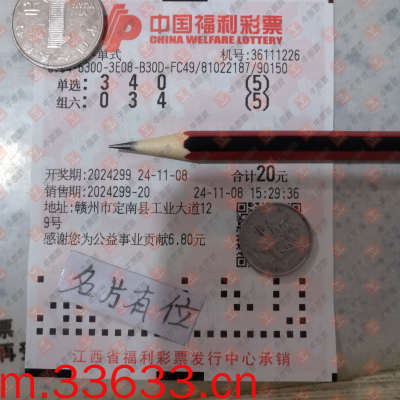 中国福利彩票
CHINA WELFARE LOTTERY
单式 机号:36111226
8300-3E08-B30D-FC49/81022187/90150
单选: 3 4 0 (5)
组六: 0 3 4 (5)
开奖期:2024299 24-11-08 合计20元
销售期:2024299-20 24-11-08 15:29:36
地址:赣州市定南县工业大道12
9号
感谢您为公益事业贡献6.80元
名片有位
江西省福利彩票发行中心承销
m.33633.cn